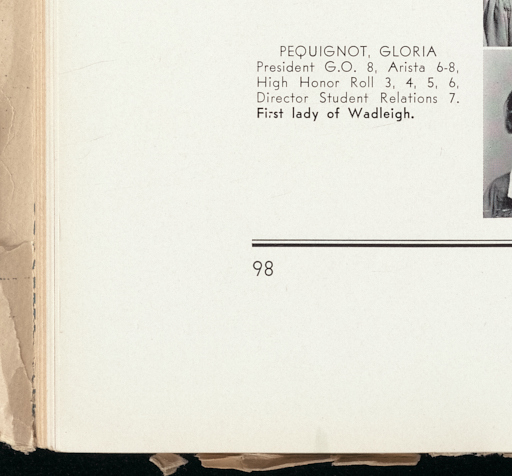 PEQUIGNOT, GLORIA
President G.O. 8, Arista 6-8,
High Honor Roll 3, 4, 5, 6,
Director Student Relations 7.
First lady of Wadleigh.
98